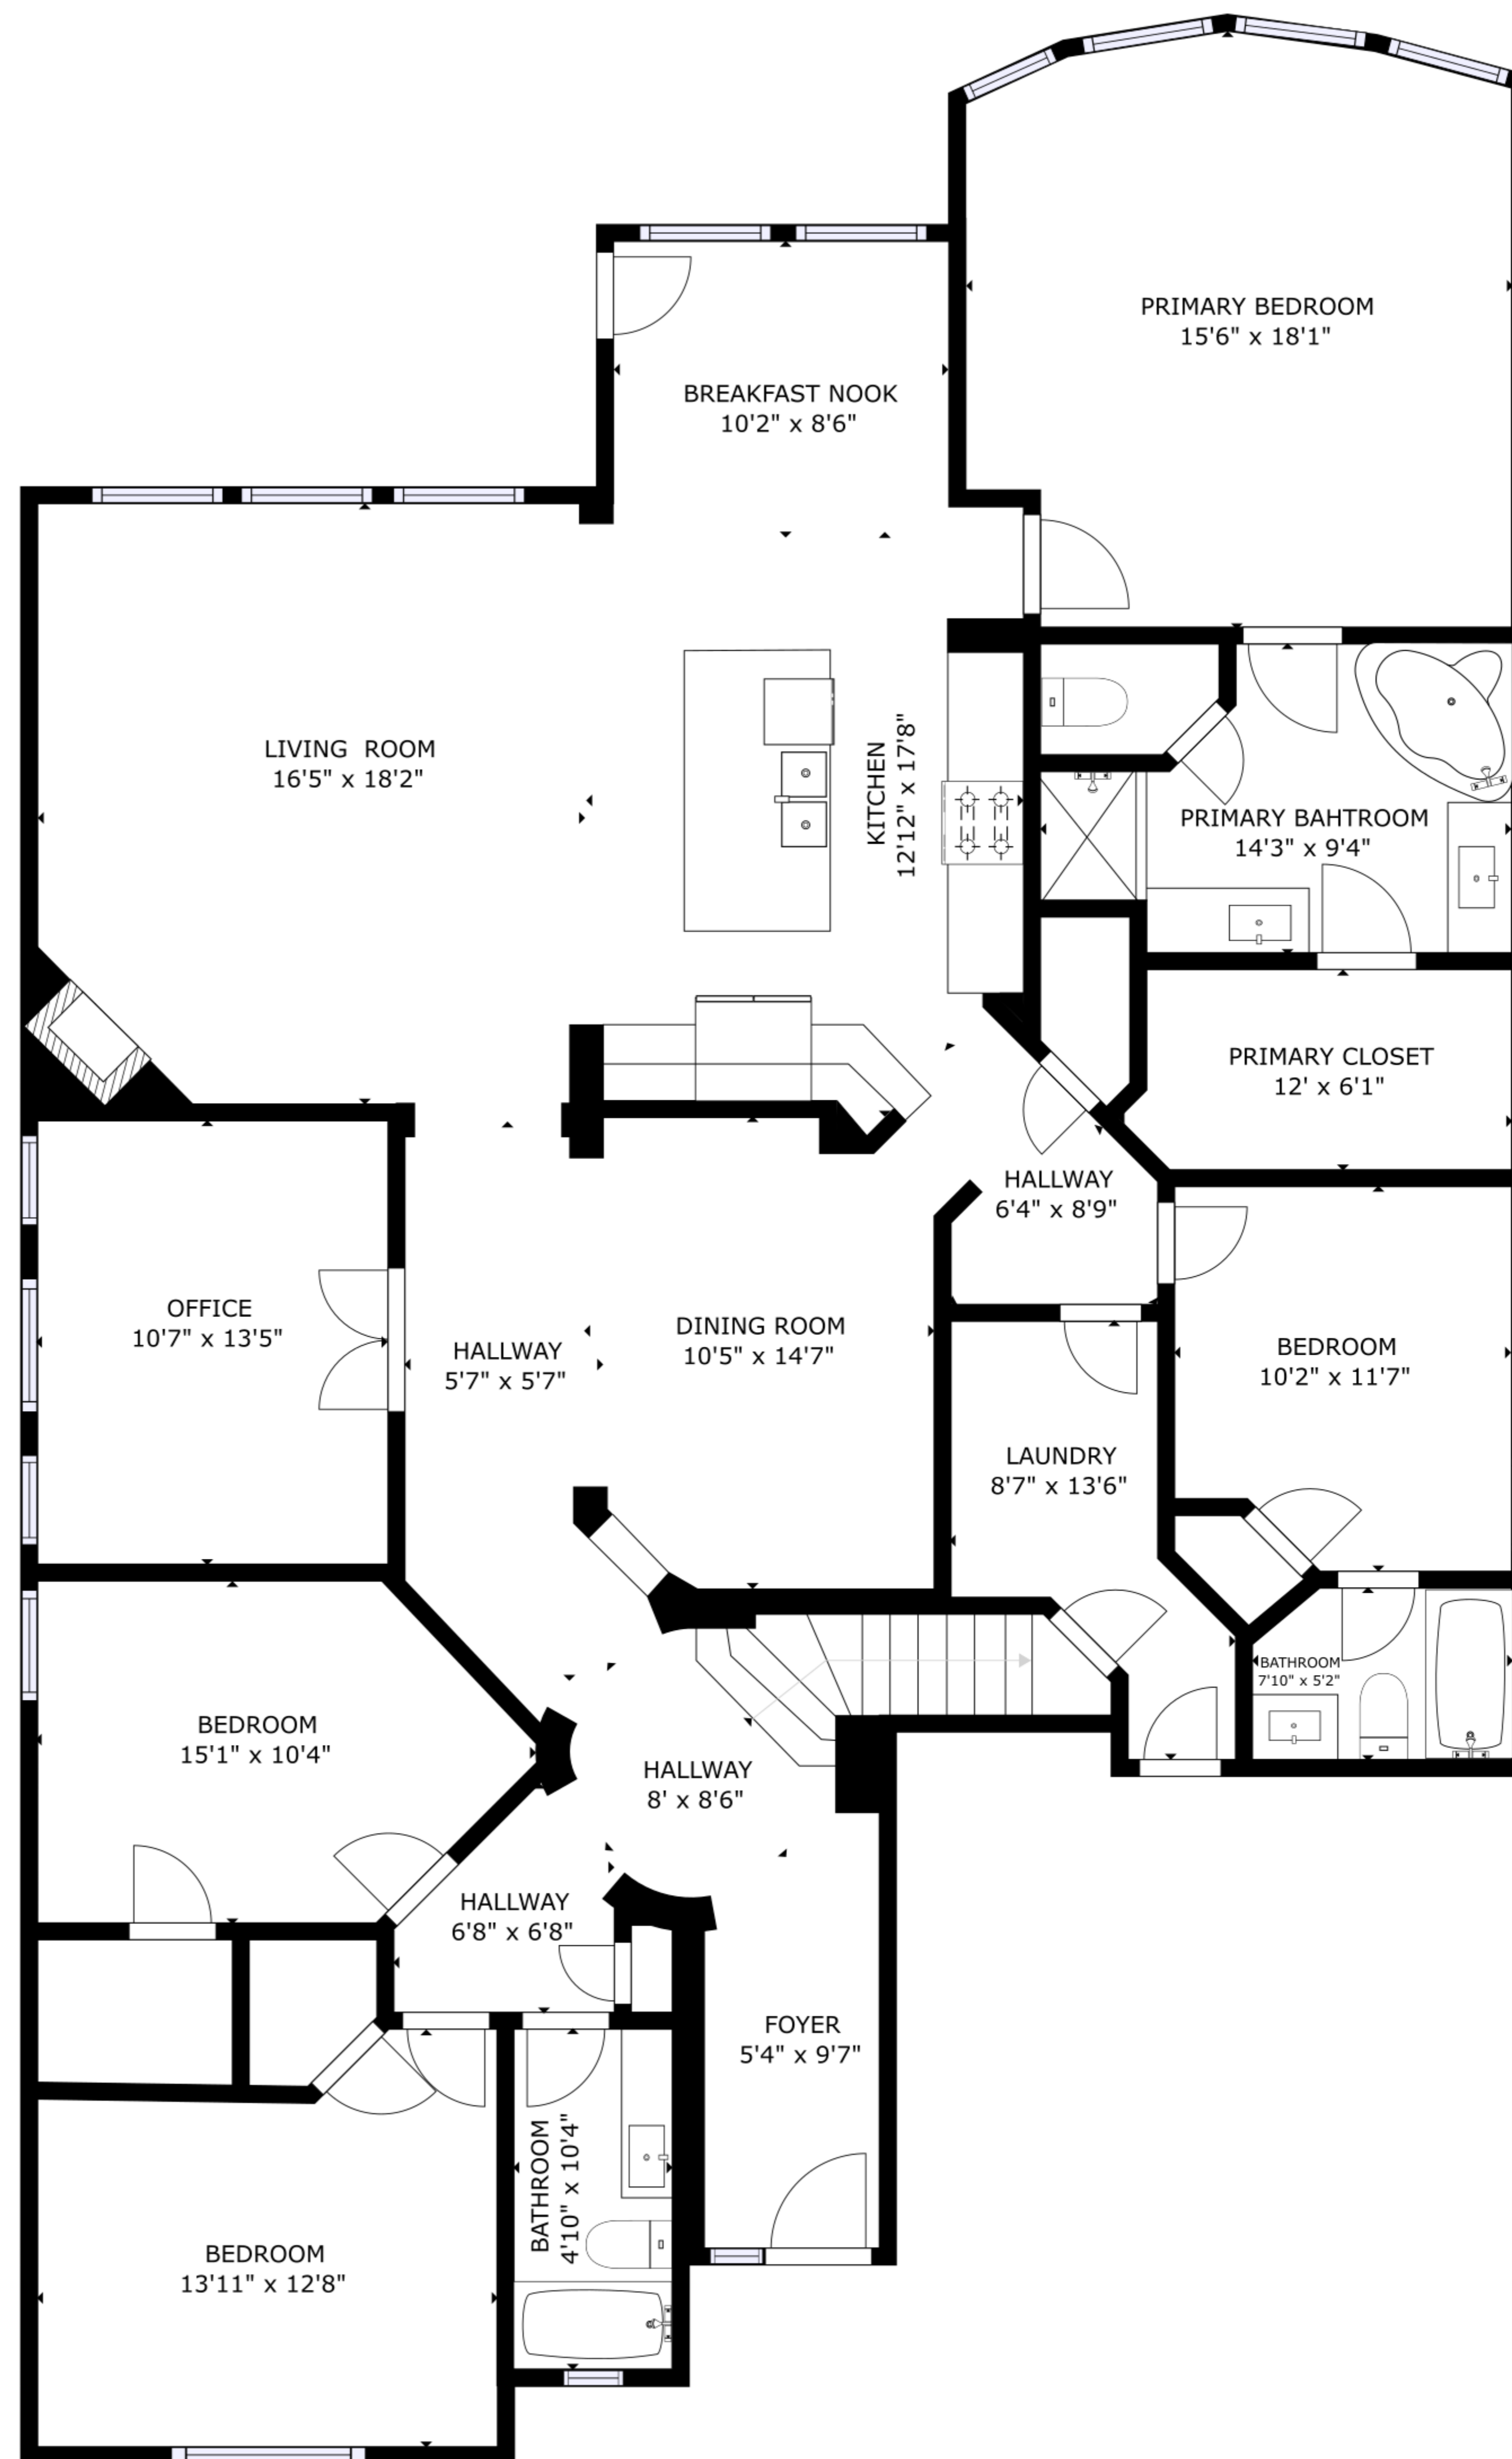 PRIMARY BEDROOM
15'6" x 18'1"
BREAKFAST NOOK
10'2" x 8'6"
LIVING  ROOM
16'5" x 18'2"
KITCHEN
12'12" x 17'8"
PRIMARY BAHTROOM
14'3" x 9'4"
PRIMARY CLOSET
12' x 6'1"
HALLWAY
6'4" x 8'9"
OFFICE
10'7" x 13'5"
HALLWAY
5'7" x 5'7"
DINING ROOM
10'5" x 14'7"
BEDROOM
10'2" x 11'7"
LAUNDRY
8'7" x 13'6"
BATHROOM
7'10" x 5'2"
BEDROOM
15'1" x 10'4"
HALLWAY
8' x 8'6"
HALLWAY
6'8" x 6'8"
FOYER
5'4" x 9'7"
BATHROOM
4'10" x 10'4"
BEDROOM
13'11" x 12'8"